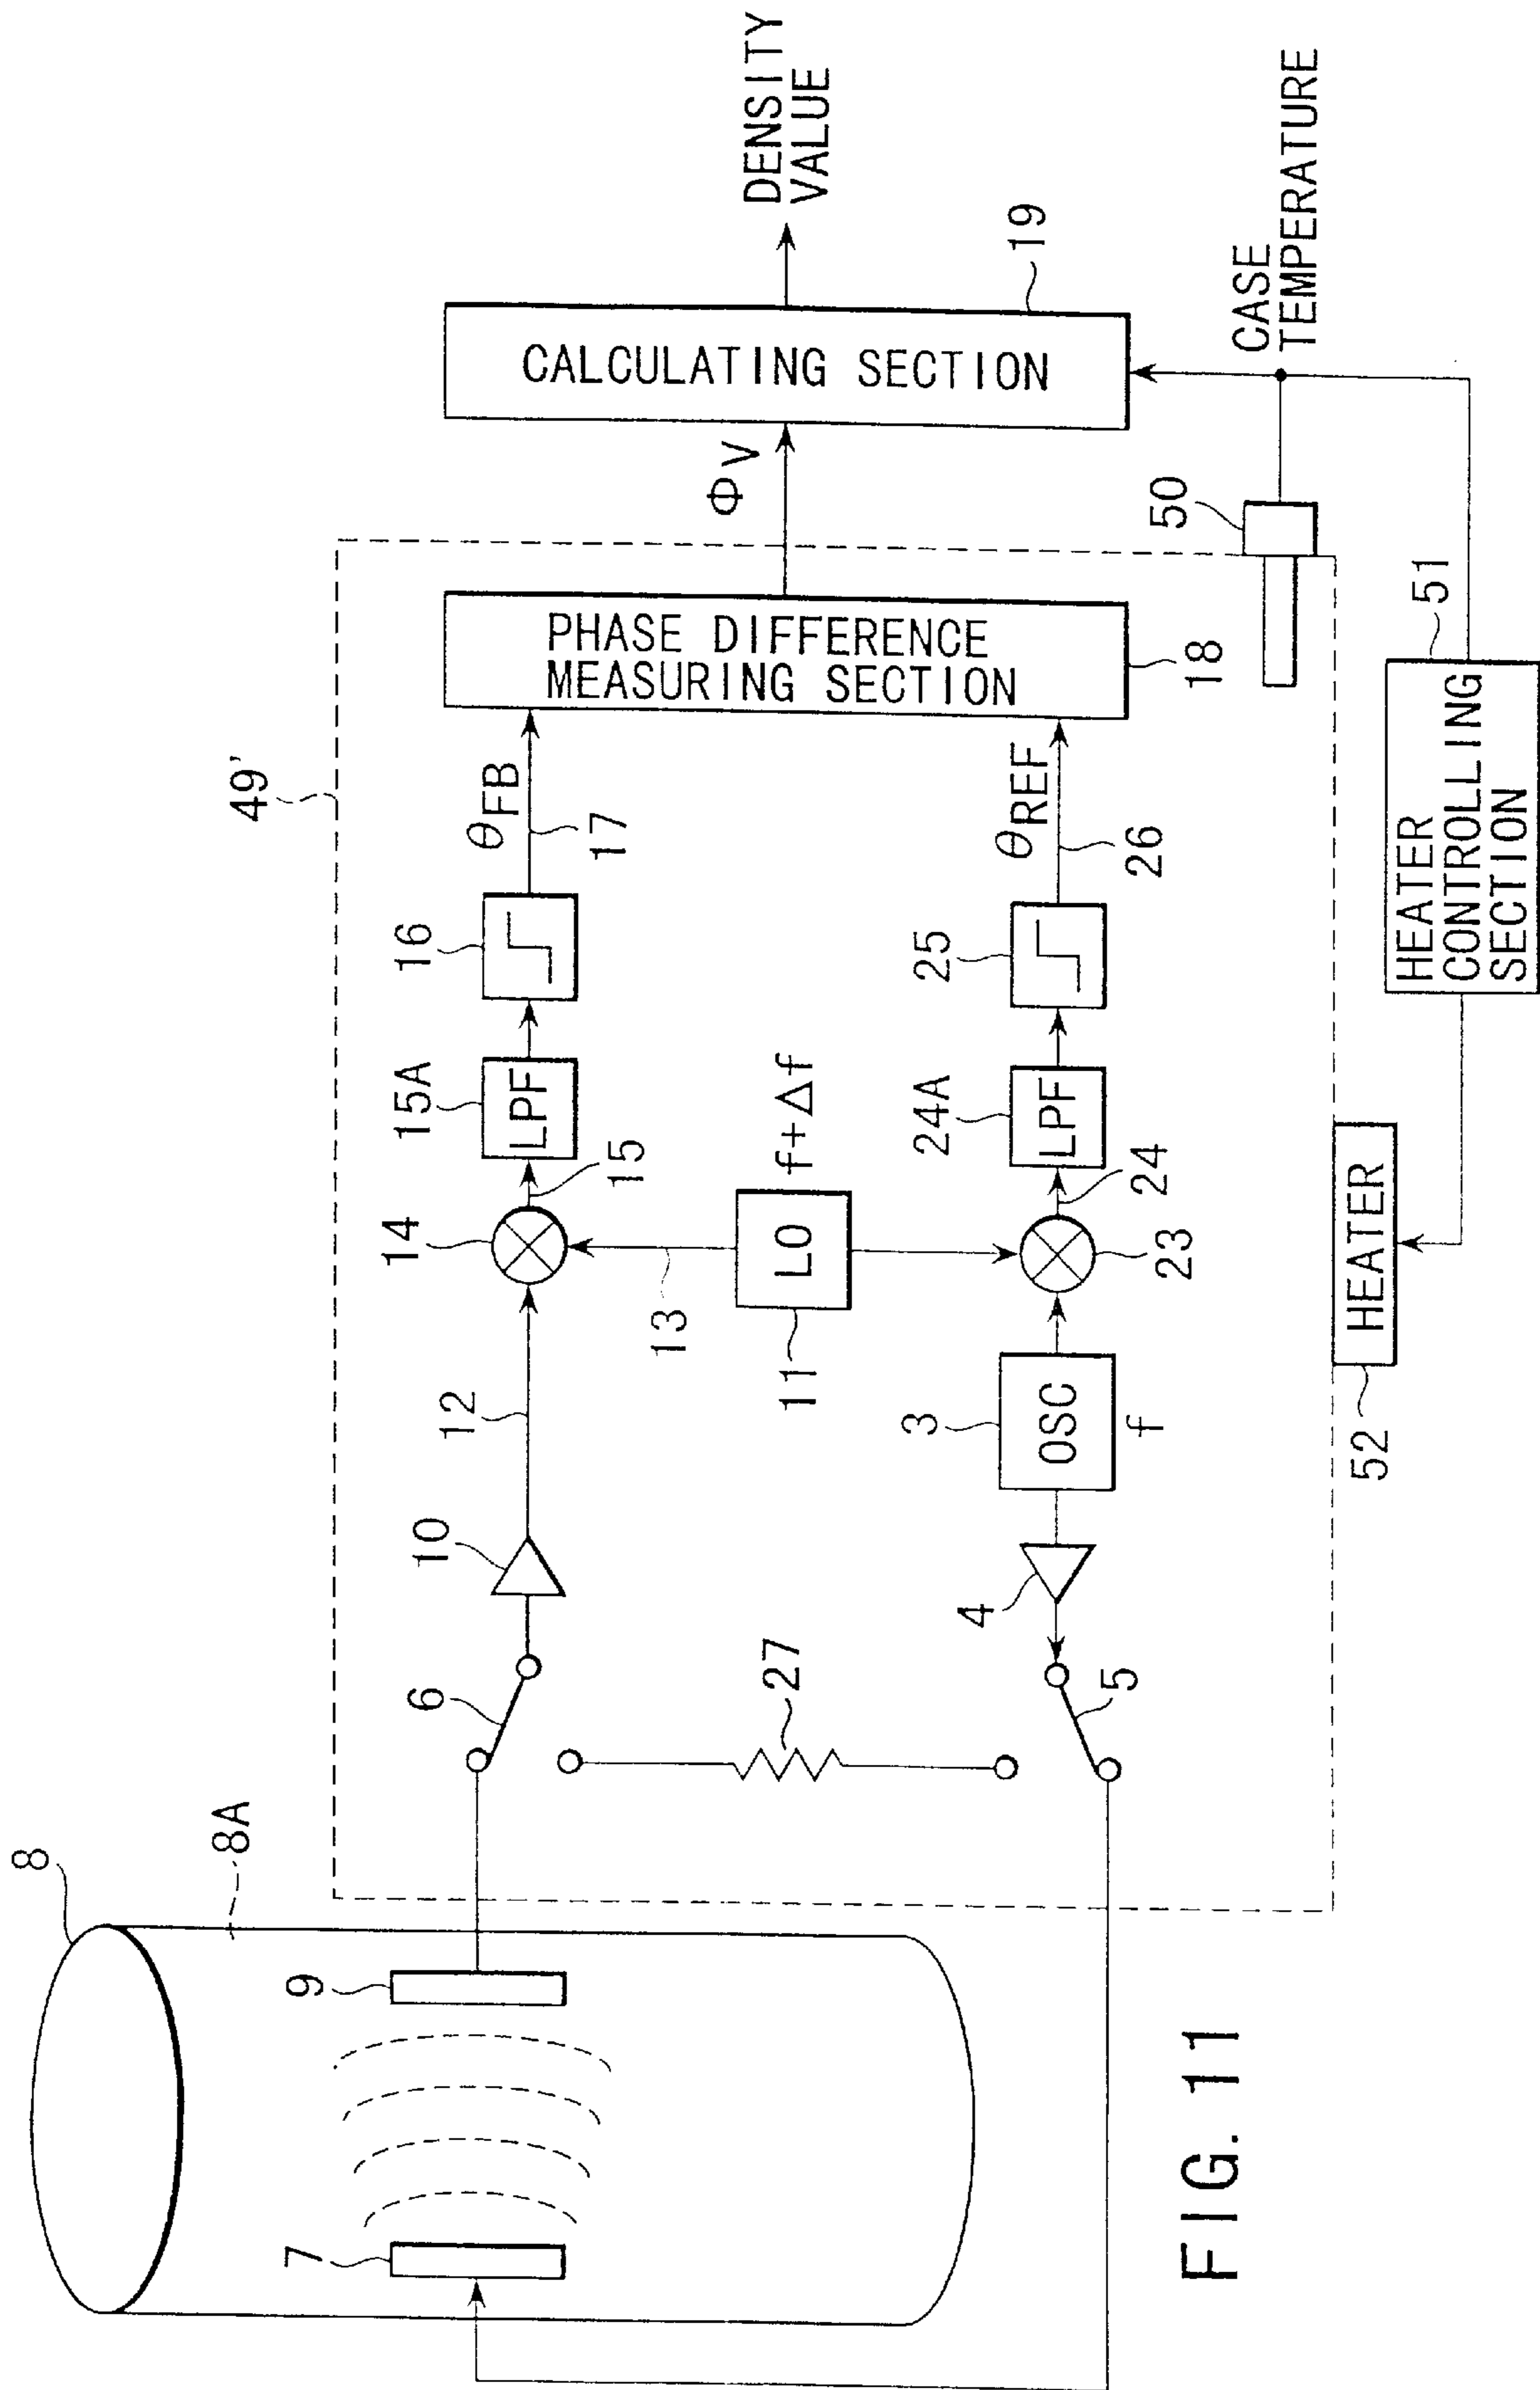 8
8A
9
7
49'
6
10
12
14
15
15A
LPF
16
θFB
17
PHASE DIFFERENCE
MEASURING SECTION
18
ΦV
CALCULATING SECTION
19
DENSITY
VALUE
27
13
LO
11
f+Δf
5
4
3
OSC
f
23
24
24A
LPF
25
θREF
26
50
CASE
TEMPERATURE
51
HEATER
CONTROLLING
SECTION
HEATER
52
FIG. 11